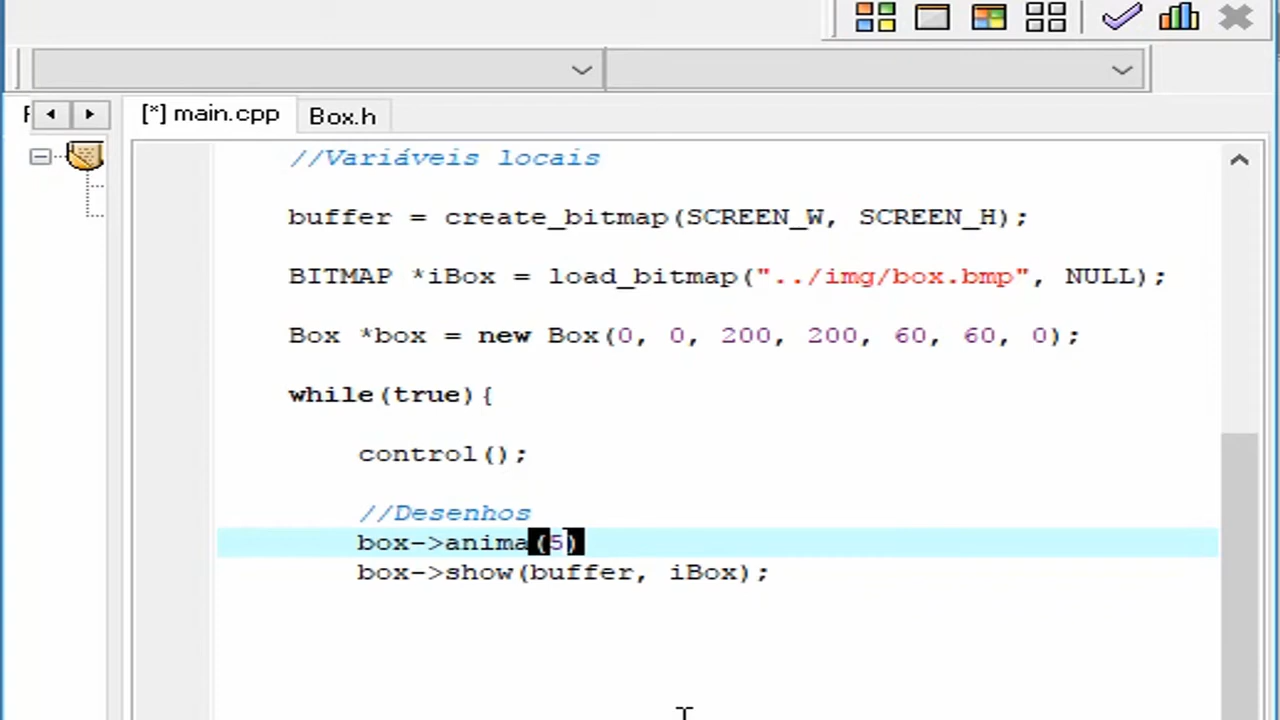 [*] main.cpp Box.h
//Variáveis locais
buffer = create_bitmap(SCREEN_W, SCREEN_H);
BITMAP *iBox = load_bitmap("../img/box.bmp", NULL);
Box *box = new Box(0, 0, 200, 200, 60, 60, 0);
while(true){
control();
//Desenhos
box->anima(5)
box->show(buffer, iBox);